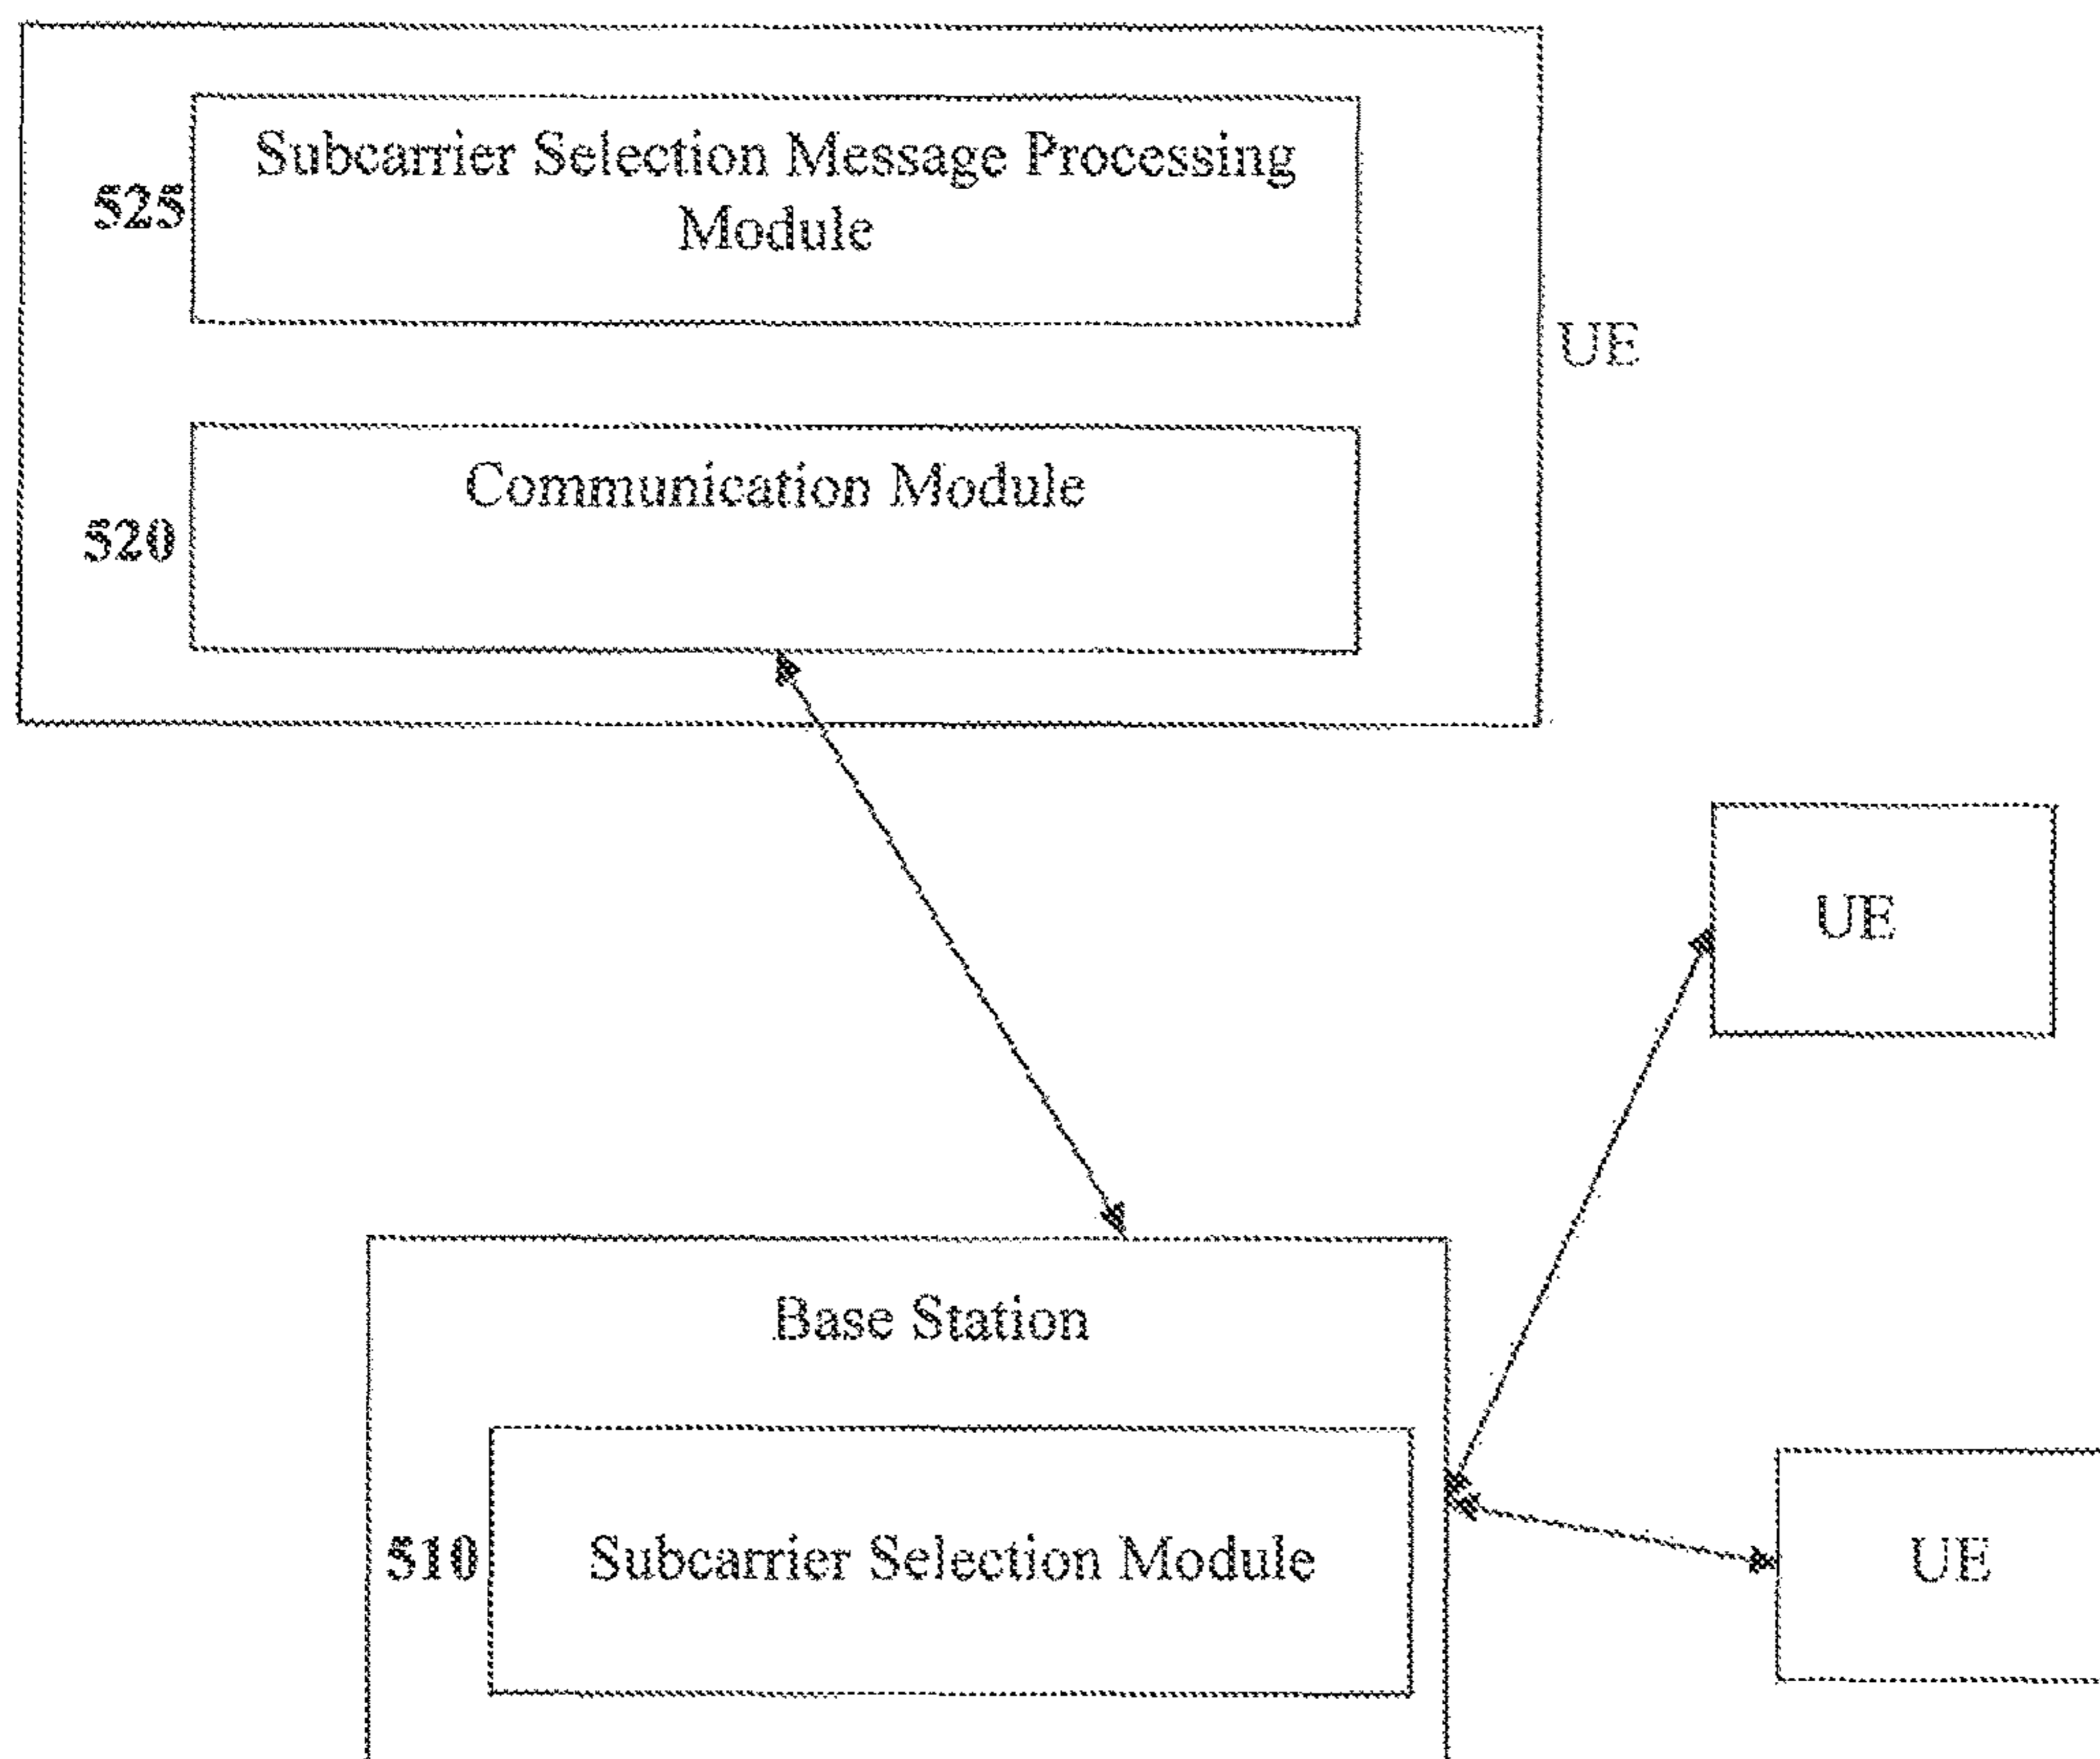 Subcarrier Selection Message Processing
Module
525
UE
Communication Module
520
UE
Base Station
510
Subcarrier Selection Module
UE